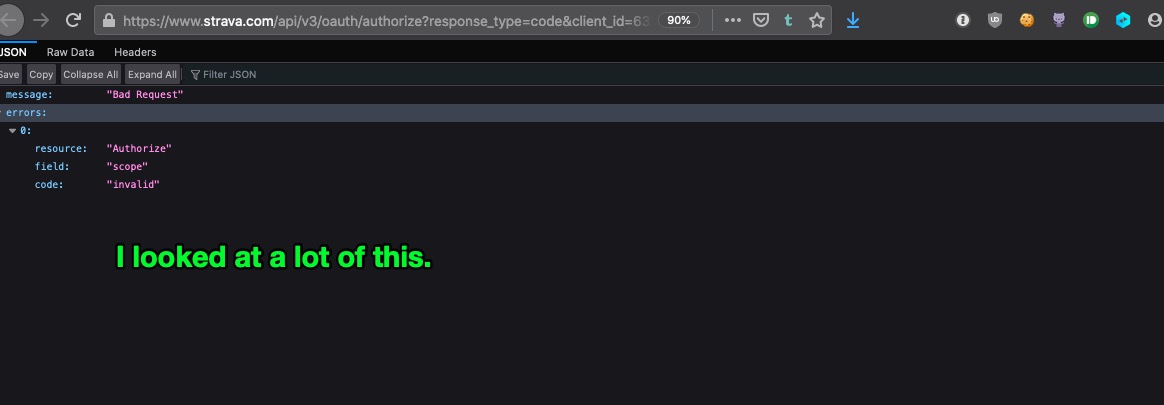 https://www.strava.com/api/v3/oauth/authorize?response_type=code&client_id=63
90%
t
JSON Raw Data Headers
Save Copy Collapse All Expand All Filter JSON
message: "Bad Request"
errors:
0:
resource: "Authorize"
field: "scope"
code: "invalid"
I looked at a lot of this.